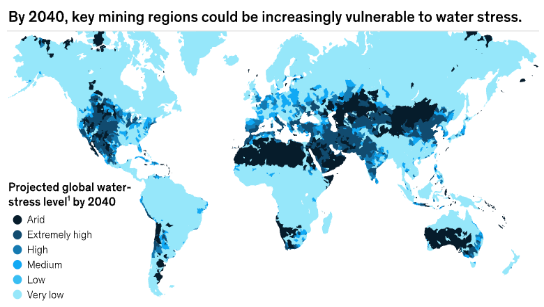 By 2040, key mining regions could be increasingly vulnerable to water stress.
Projected global water-
stress level¹ by 2040
Arid
Extremely high
High
Medium
Low
Very low